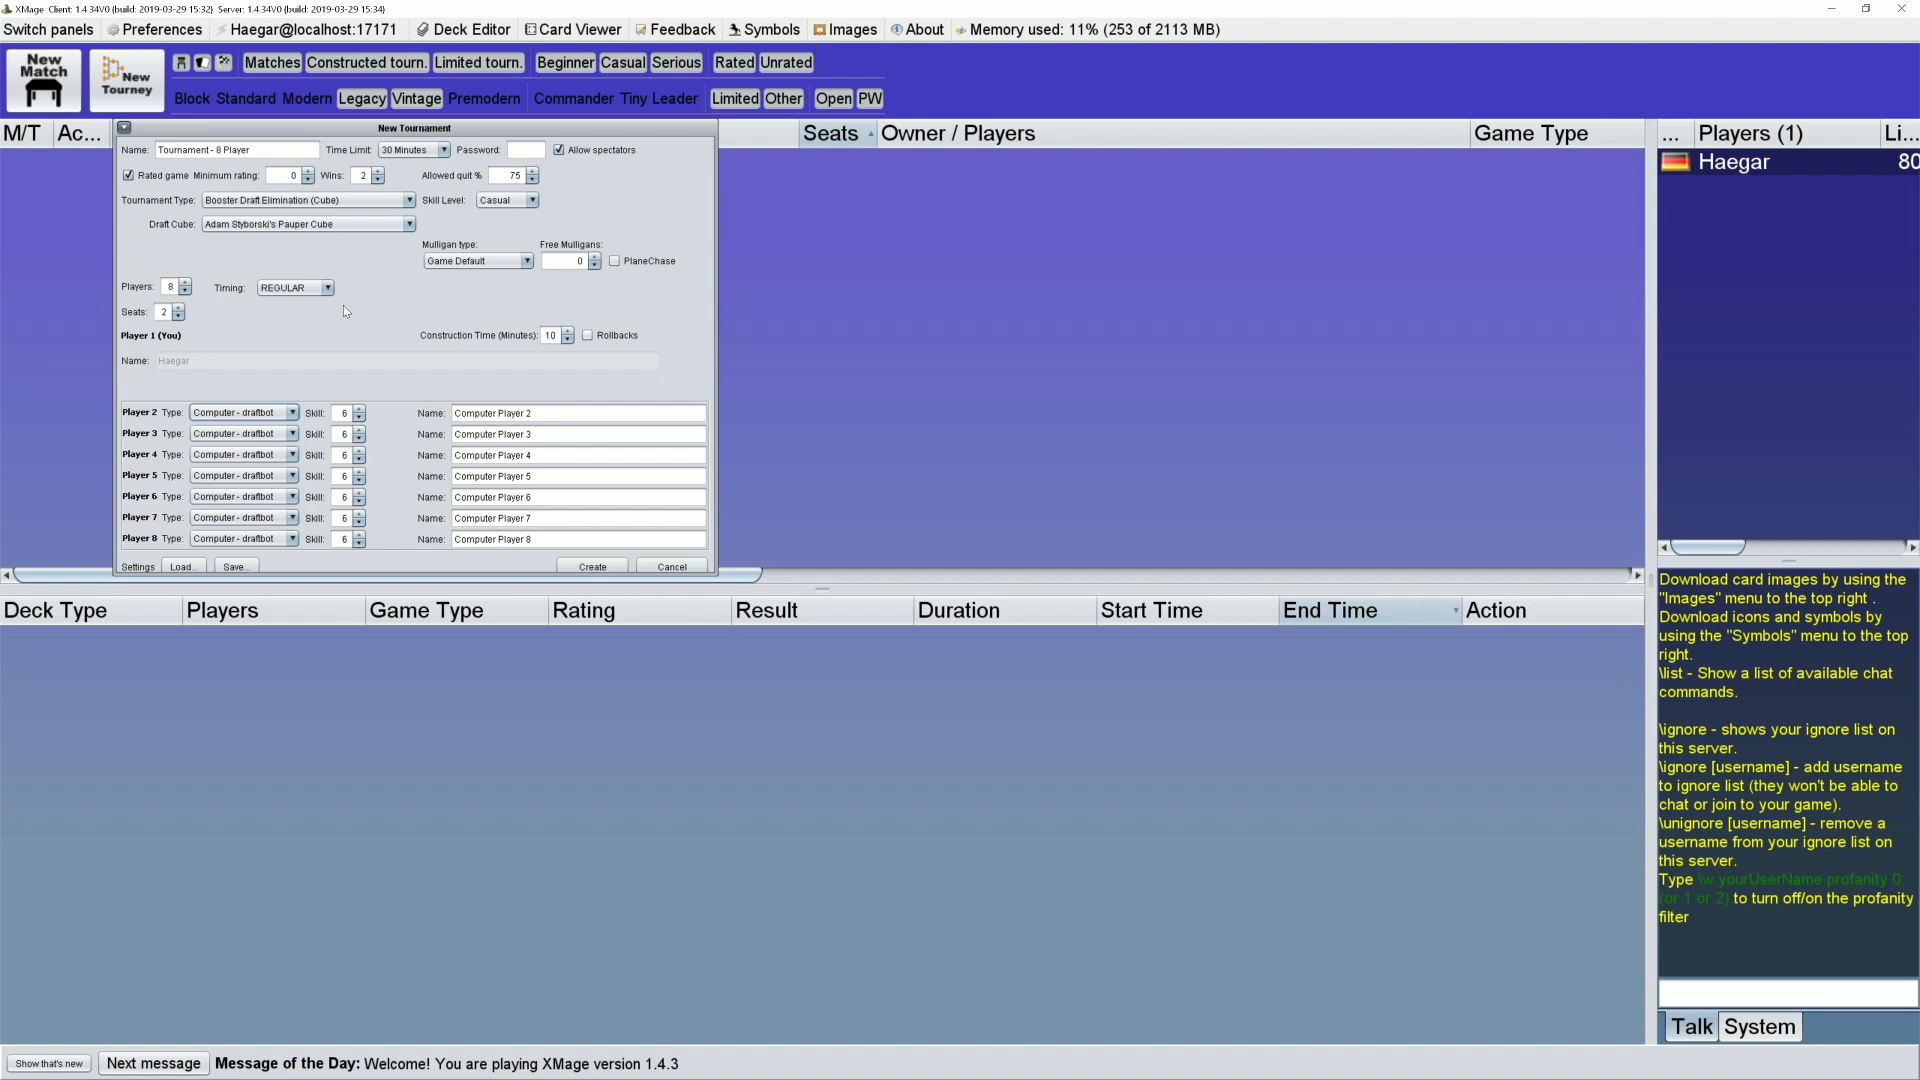 XMage Client: 1.4.34V0 (build: 2019-03-29 15:32) Server: 1.4.34V0 (build: 2019-03-29 15:34)
Switch panels Preferences Haegar@localhost:17171 Deck Editor Card Viewer Feedback Symbols Images About Memory used: 11% (253 of 2113 MB)
New Match
New Tourney
Matches Constructed tourn. Limited tourn. Beginner Casual Serious Rated Unrated
Block Standard Modern Legacy Vintage Premodern Commander Tiny Leader Limited Other Open PW
M/T Ac... Seats Owner / Players Game Type ... Players (1) Li...
Haegar 80
New Tournament
Name: Tournament - 8 Player Time Limit: 30 Minutes Password: Allow spectators
Rated game Minimum rating: 0 Wins: 2 Allowed quit % 75
Tournament Type: Booster Draft Elimination (Cube) Skill Level: Casual
Draft Cube: Adam Styborski's Pauper Cube
Mulligan type: Free Mulligans:
Game Default 0 PlaneChase
Players: 8 Timing: REGULAR
Seats: 2
Player 1 (You) Construction Time (Minutes): 10 Rollbacks
Name: Haegar
Player 2 Type: Computer - draftbot Skill: 6 Name: Computer Player 2
Player 3 Type: Computer - draftbot Skill: 6 Name: Computer Player 3
Player 4 Type: Computer - draftbot Skill: 6 Name: Computer Player 4
Player 5 Type: Computer - draftbot Skill: 6 Name: Computer Player 5
Player 6 Type: Computer - draftbot Skill: 6 Name: Computer Player 6
Player 7 Type: Computer - draftbot Skill: 6 Name: Computer Player 7
Player 8 Type: Computer - draftbot Skill: 6 Name: Computer Player 8
Settings Load... Save... Create Cancel
Deck Type Players Game Type Rating Result Duration Start Time End Time Action
Download card images by using the
"Images" menu to the top right .
Download icons and symbols by
using the "Symbols" menu to the top
right.
\list - Show a list of available chat
commands.
\ignore - shows your ignore list on
this server.
\ignore [username] - add username
to ignore list (they won't be able to
chat or join to your game).
\unignore [username] - remove a
username from your ignore list on
this server.
Type \w yourUserName profanity 0
(or 1 or 2) to turn off/on the profanity
filter
Talk System
Show that's new Next message Message of the Day: Welcome! You are playing XMage version 1.4.3